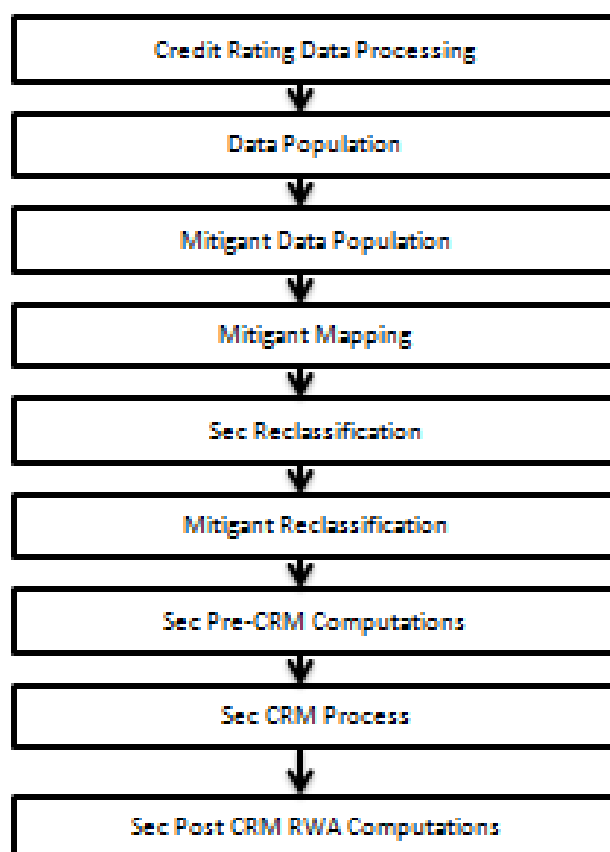 Credit Rating Data Processing
Data Population
Mitigant Data Population
Mitigant Mapping
Sec Reclassification
Mitigant Reclassification
Sec Pre-CRM Computations
Sec CRM Process
Sec Post CRM RWA Computations